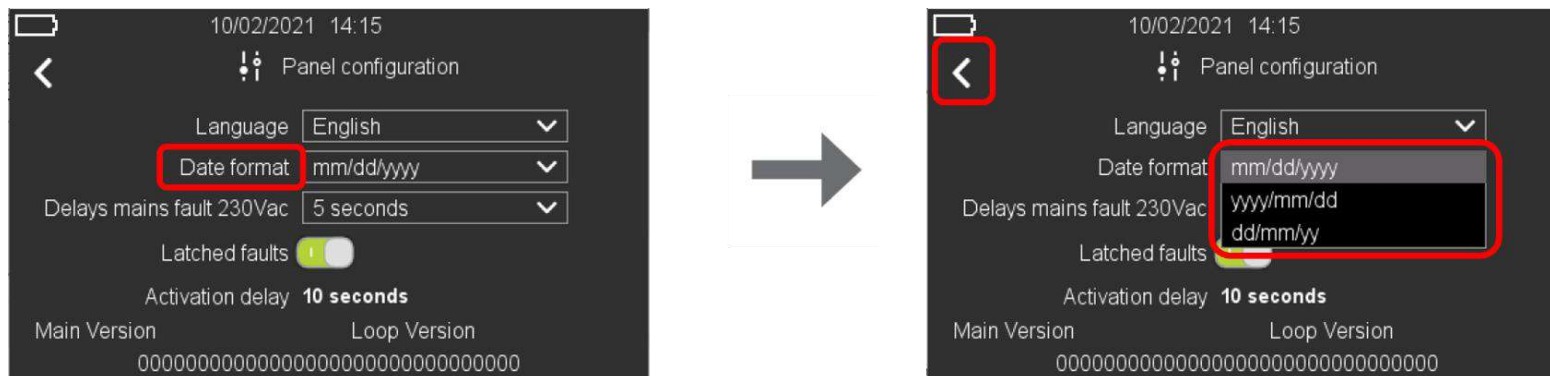 10/02/2021 14:15
Panel configuration
Language English
Date format mm/dd/yyyy
Delays mains fault 230Vac 5 seconds
Latched faults
Activation delay 10 seconds
Main Version Loop Version
00000000000000000000000000000000
10/02/2021 14:15
Panel configuration
Language English
Date format mm/dd/yyyy
yyyy/mm/dd
Delays mains fault 230Vac
dd/mm/yy
Latched faults
Activation delay 10 seconds
Main Version Loop Version
00000000000000000000000000000000